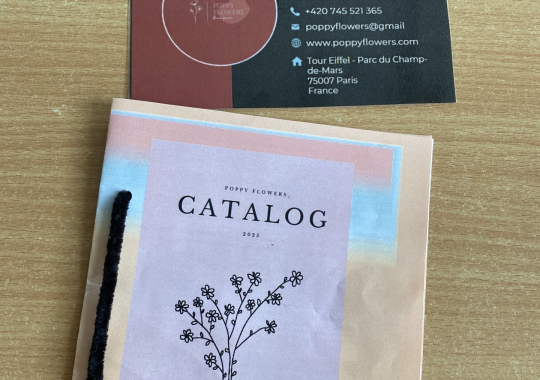 POPPY
FLOWERS
+420 745 521 365
poppyflowers@gmail
www.poppyflowers.com
Tour Eiffel - Parc du Champ-
de-Mars
75007 Paris
France
POPPY FLOWERS
CATALOG
2023